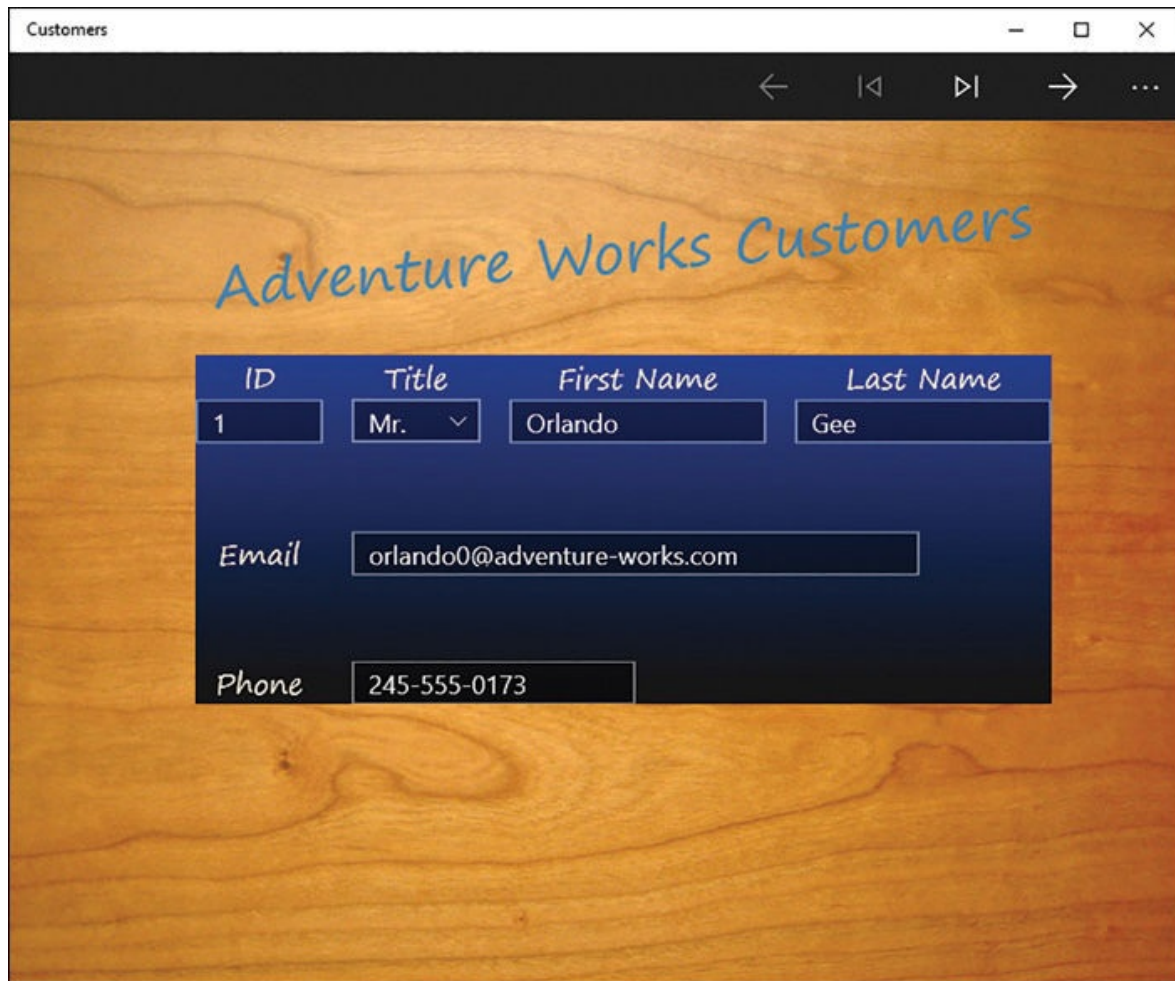 Customers
Adventure Works Customers
ID Title First Name Last Name
1 Mr. Orlando Gee
Email orlando0@adventure-works.com
Phone 245-555-0173